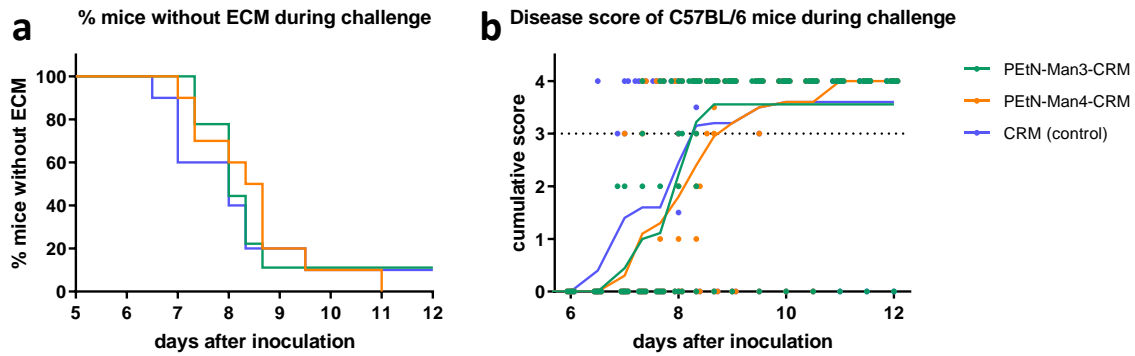 a
% mice without ECM during challenge
% mice without ECM
100
80
60
40
20
0
5 6 7 8 9 10 11 12
days after inoculation
b
Disease score of C57BL/6 mice during challenge
cumulative score
4
3
2
1
0
6 8 10 12
days after inoculation
PEtN-Man3-CRM
PEtN-Man4-CRM
CRM (control)